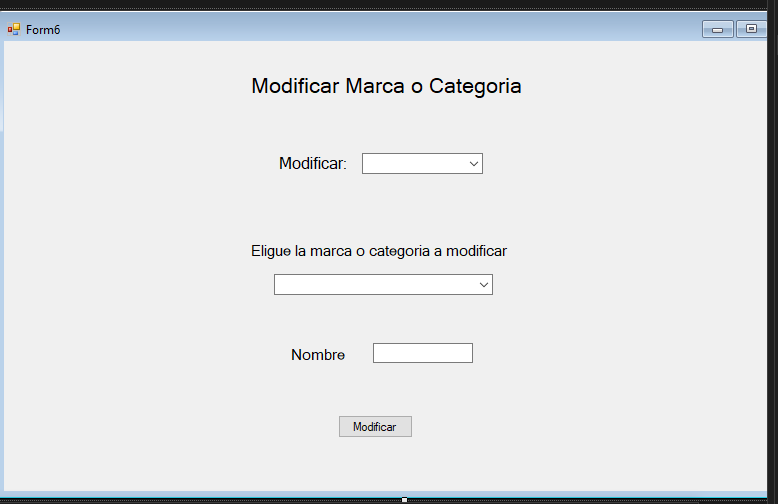 Form6
Modificar Marca o Categoria
Modificar:
Eligue la marca o categoria a modificar
Nombre
Modificar